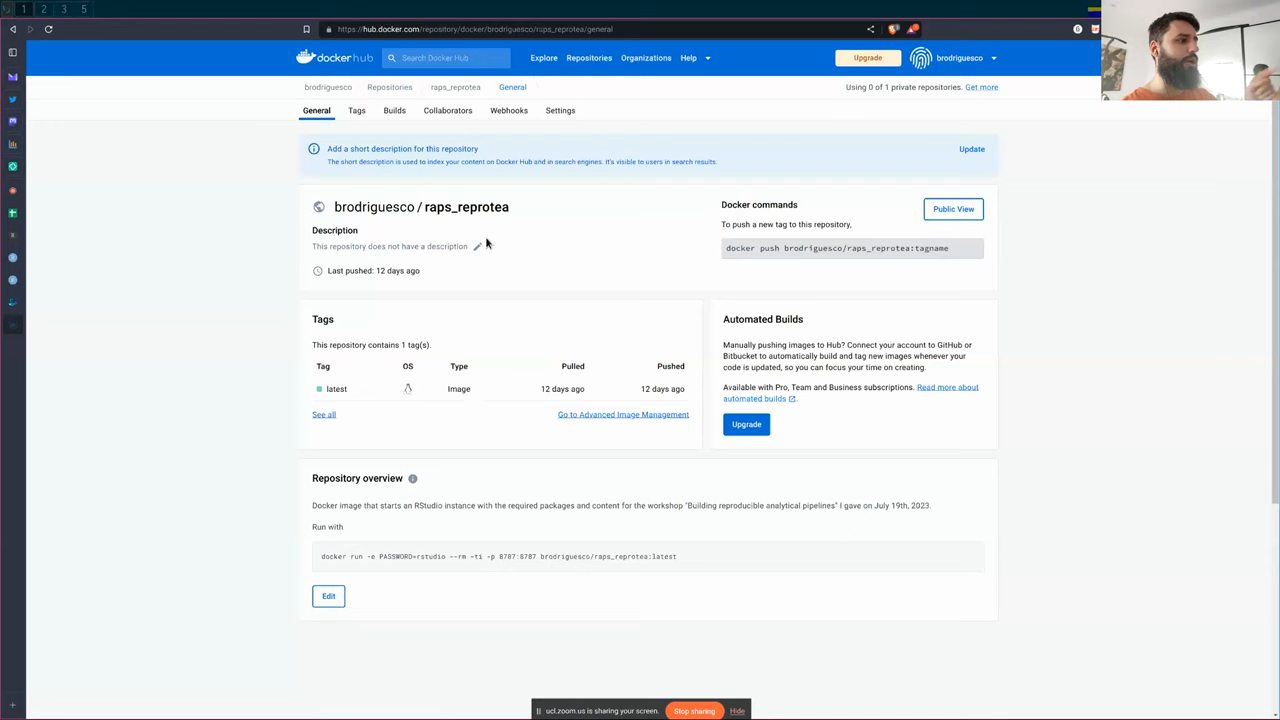 1 2 3 5
https://hub.docker.com/repository/docker/brodriguesco/raps_reprotea/general
docker hub
Search Docker Hub
Explore Repositories Organizations Help
Upgrade
brodriguesco
brodriguesco Repositories raps_reprotea General
Using 0 of 1 private repositories. Get more
General Tags Builds Collaborators Webhooks Settings
Add a short description for this repository
Update
The short description is used to index your content on Docker Hub and in search engines. It's visible to users in search results.
brodriguesco / raps_reprotea
Description
This repository does not have a description
Last pushed: 12 days ago
Docker commands
Public View
To push a new tag to this repository,
docker push brodriguesco/raps_reprotea:tagname
Tags
This repository contains 1 tag(s).
Tag OS Type Pulled Pushed
latest Image 12 days ago 12 days ago
See all Go to Advanced Image Management
Automated Builds
Manually pushing images to Hub? Connect your account to GitHub or
Bitbucket to automatically build and tag new images whenever your
code is updated, so you can focus your time on creating.
Available with Pro, Team and Business subscriptions. Read more about
automated builds .
Upgrade
Repository overview
Docker image that starts an RStudio instance with the required packages and content for the workshop "Building reproducible analytical pipelines" I gave on July 19th, 2023.
Run with
docker run -e PASSWORD=rstudio --rm -ti -p 8787:8787 brodriguesco/raps_reprotea:latest
Edit
ucl.zoom.us is sharing your screen. Stop sharing Hide